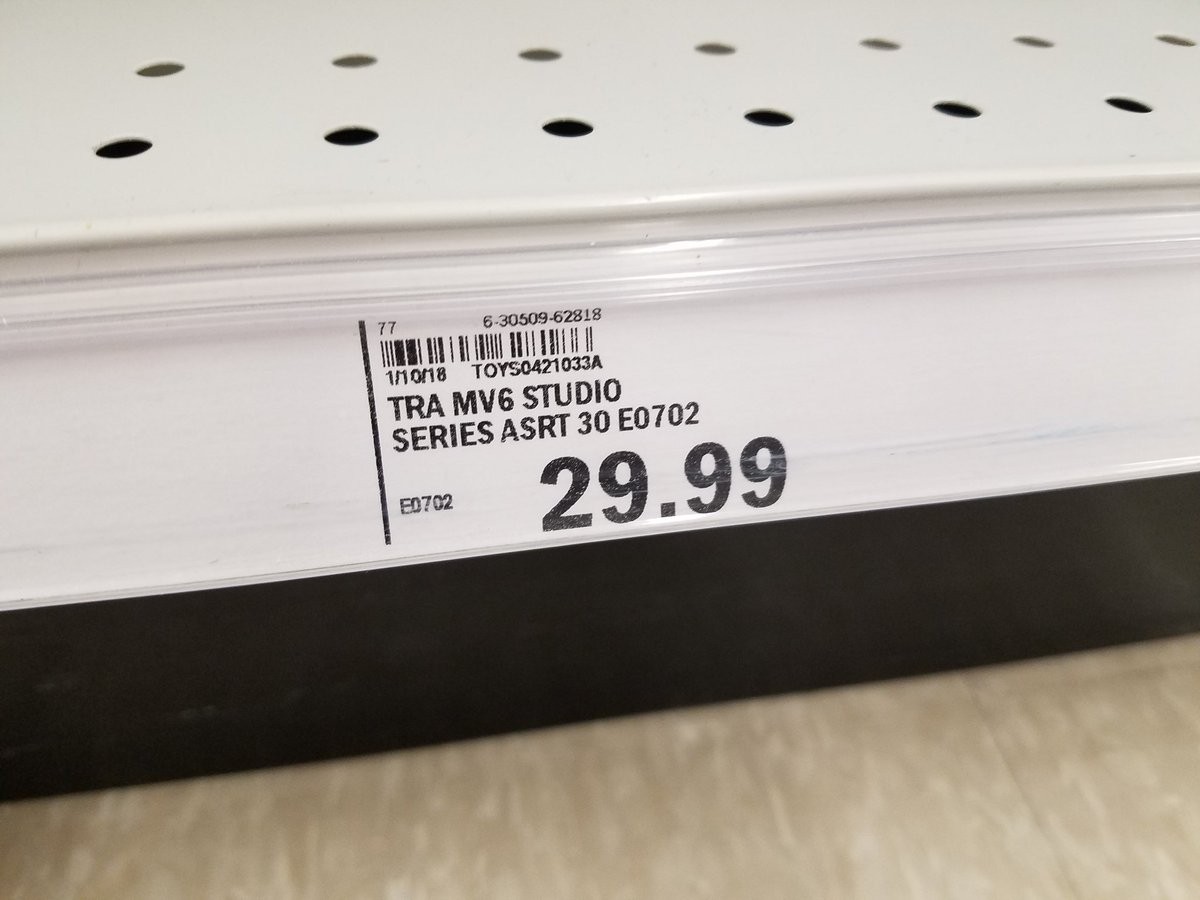 77 6-30509-62818
1/10/18 TOYS0421033A
TRA MV6 STUDIO
SERIES ASRT 30 E0702
E0702 29.99